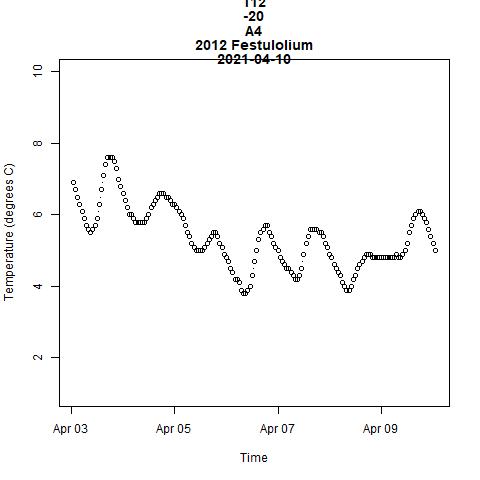 T12
-20
A4
2012 Festulolium
2021-04-10
Temperature (degrees C)
10
8
6
4
2
Apr 03
Apr 05
Apr 07
Apr 09
Time